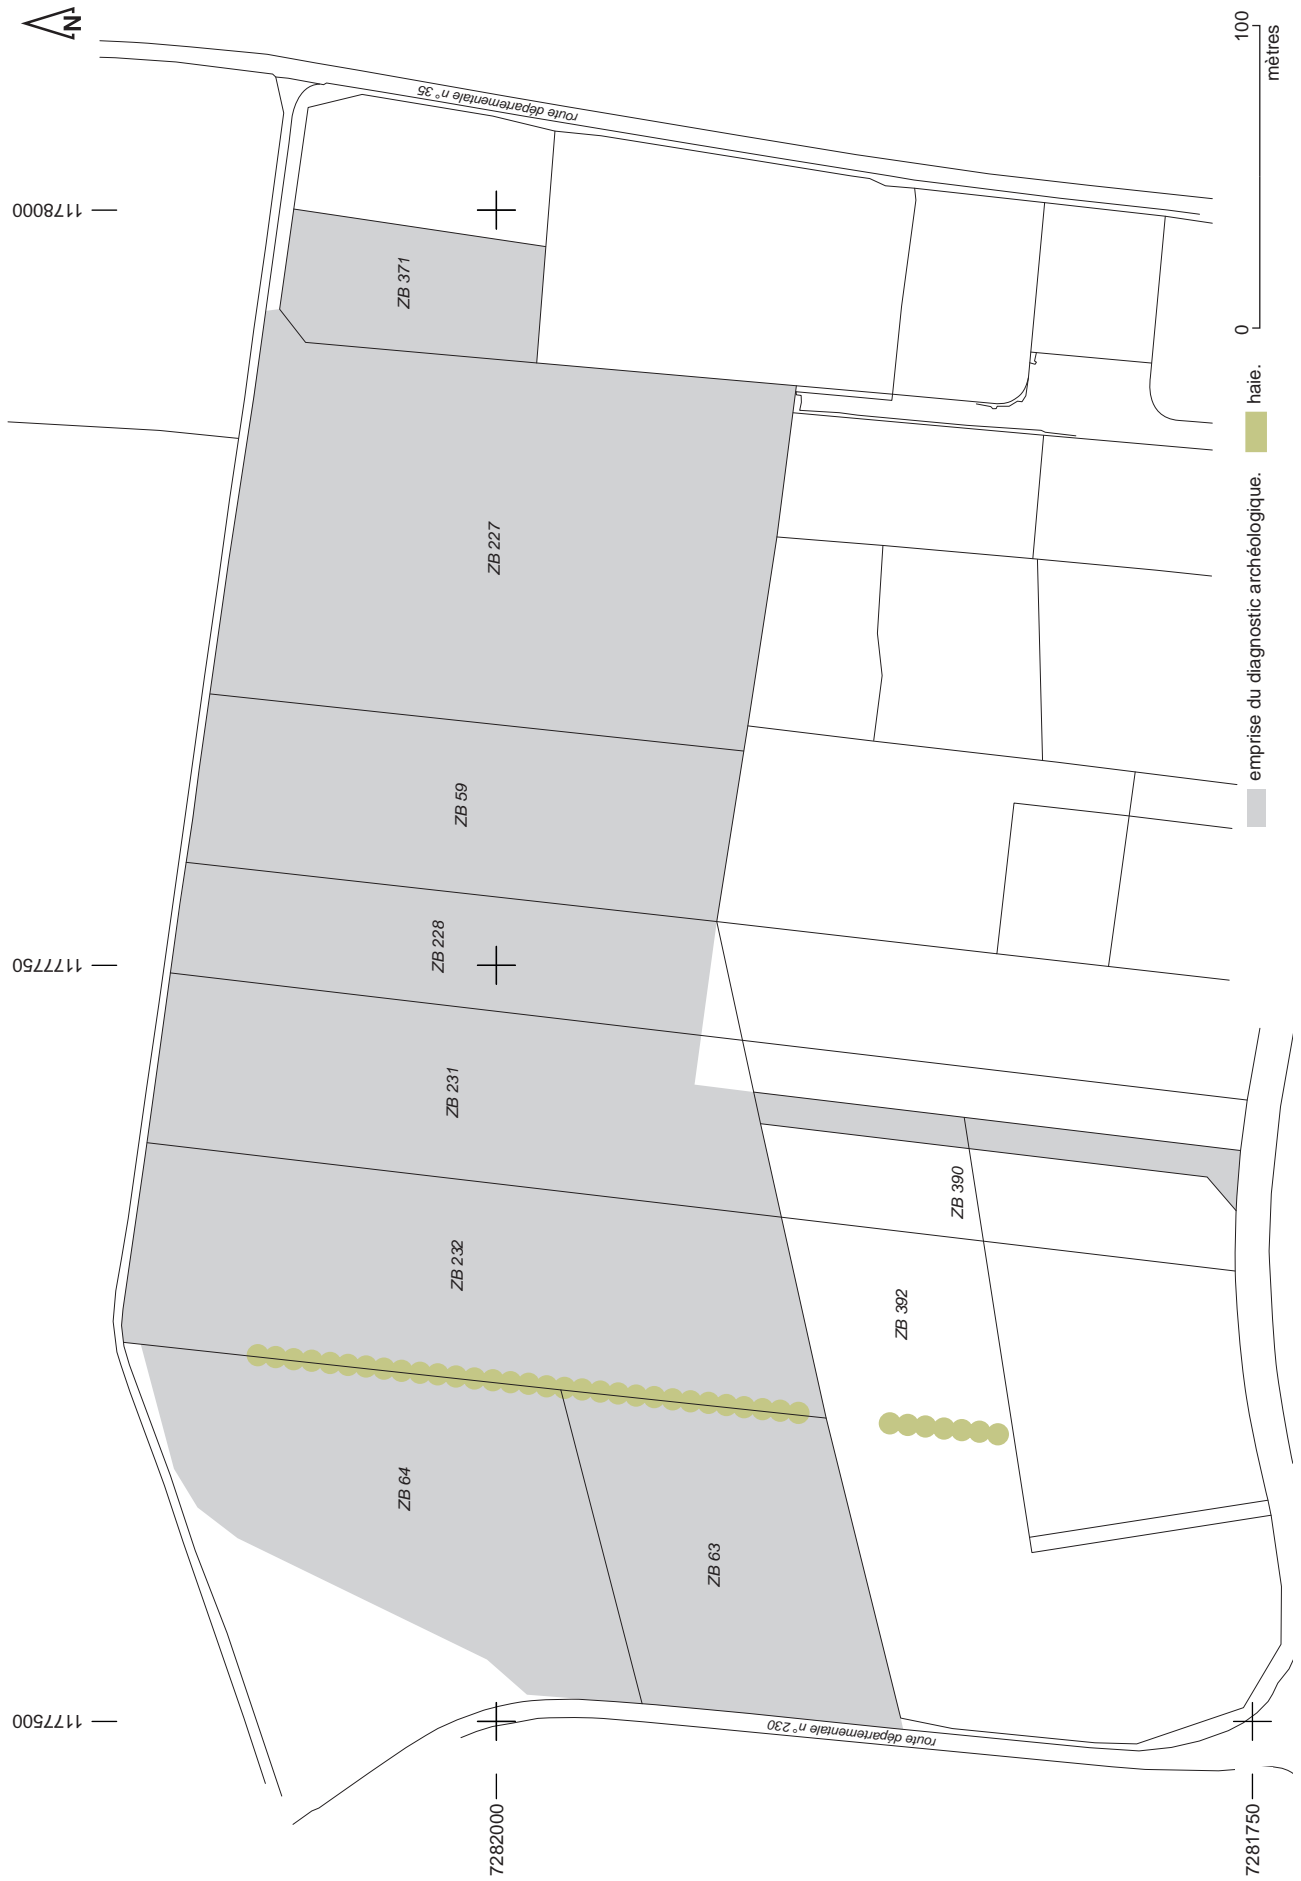 N
1178000
1177750
1177500
7282000
7281750
route départementale n° 35
route départementale n° 230
ZB 371
ZB 227
ZB 59
ZB 228
ZB 231
ZB 232
ZB 64
ZB 63
ZB 390
ZB 392
emprise du diagnostic archéologique.
haie.
0
100
mètres